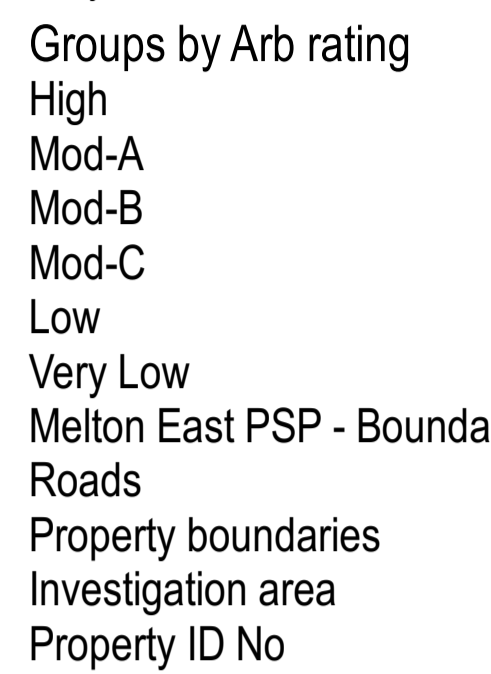 Groups by Arb rating
High
Mod-A
Mod-B
Mod-C
Low
Very Low
Melton East PSP - Bounda
Roads
Property boundaries
Investigation area
Property ID No